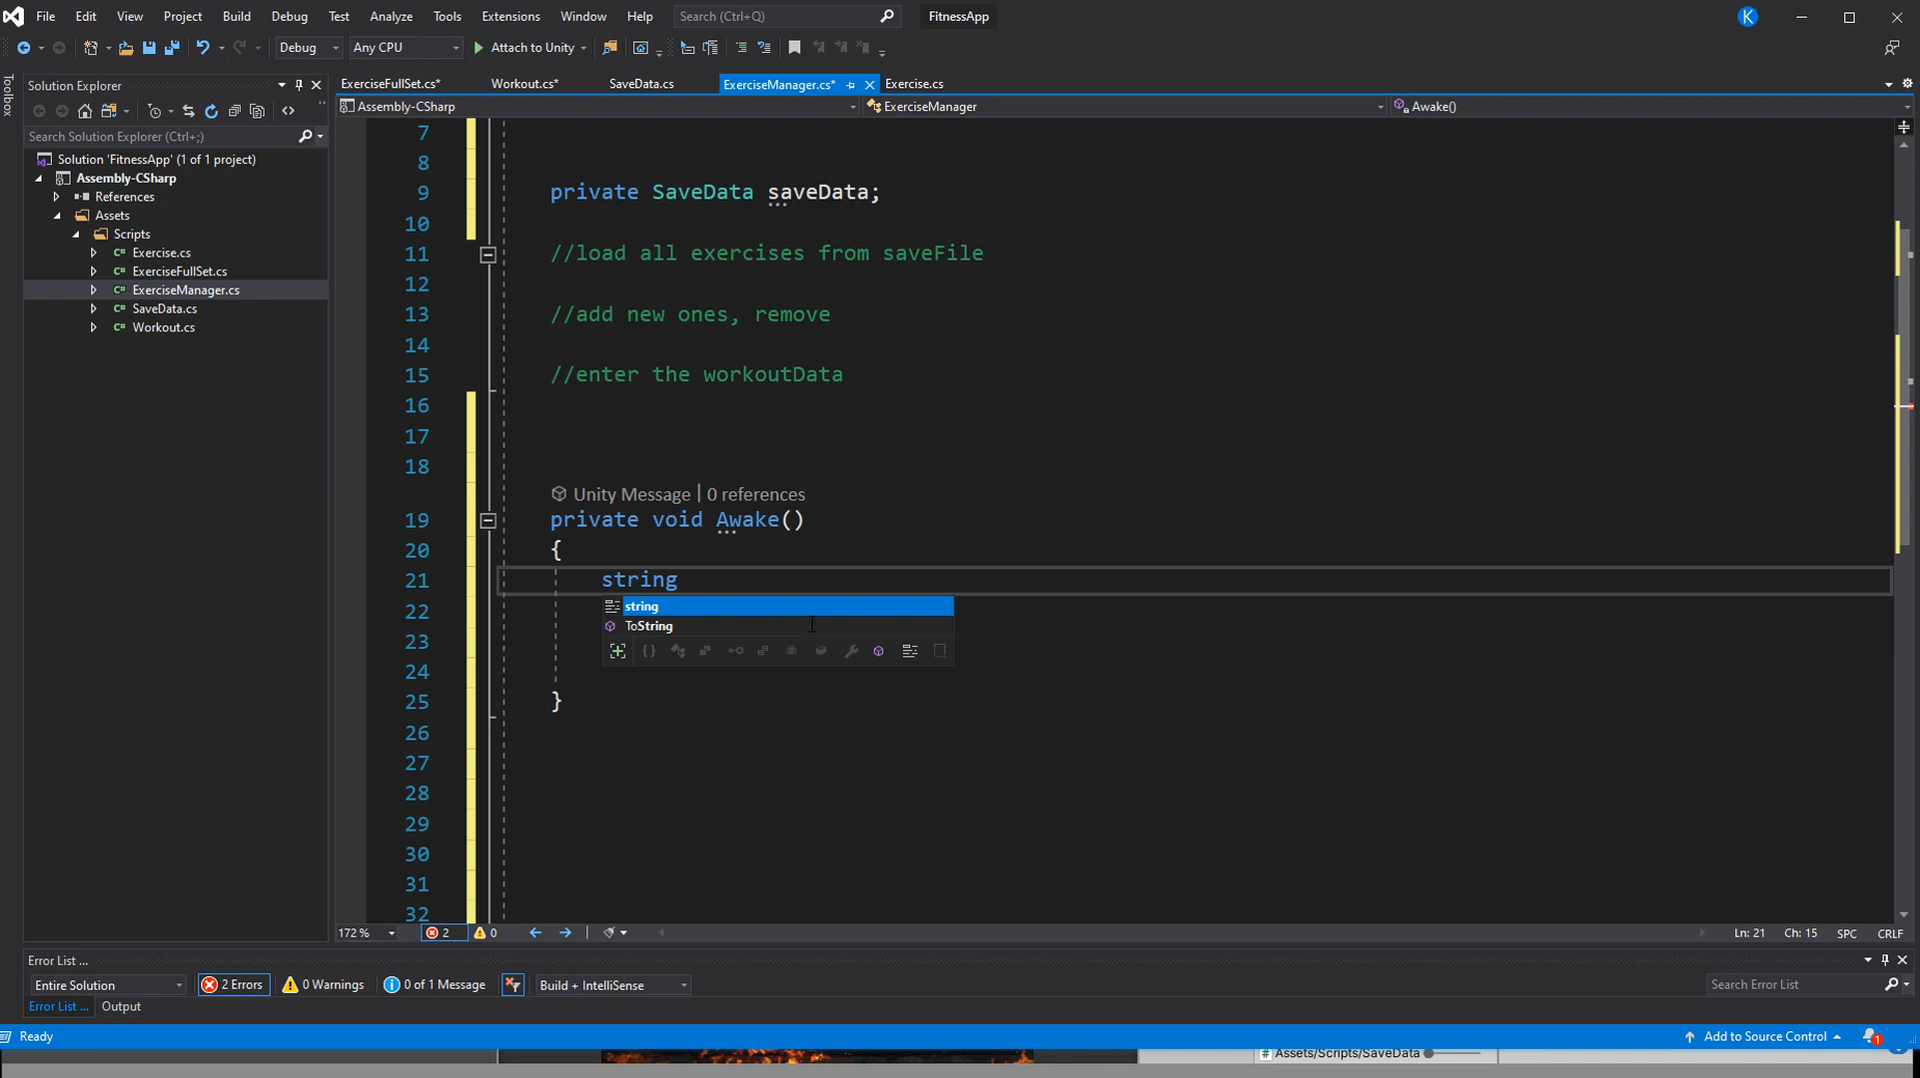 File Edit View Project Build Debug Test Analyze Tools Extensions Window Help Search (Ctrl+Q) FitnessApp K
Debug Any CPU Attach to Unity
Toolbox
Solution Explorer
Search Solution Explorer (Ctrl+;)
Solution 'FitnessApp' (1 of 1 project)
Assembly-CSharp
References
Assets
Scripts
Exercise.cs
ExerciseFullSet.cs
ExerciseManager.cs
SaveData.cs
Workout.cs
ExerciseFullSet.cs* Workout.cs* SaveData.cs ExerciseManager.cs* Exercise.cs
Assembly-CSharp ExerciseManager Awake()
7
8
9 private SaveData saveData;
10
11 //load all exercises from saveFile
12
13 //add new ones, remove
14
15 //enter the workoutData
16
17
18
Unity Message | 0 references
19 private void Awake()
20 {
21 string
string
22
ToString
23
24
25 }
26
27
28
29
30
31
32
172 % 2 0 Ln: 21 Ch: 15 SPC CRLF
Error List ...
Entire Solution 2 Errors 0 Warnings 0 of 1 Message Build + IntelliSense Search Error List
Error List ... Output
Ready Add to Source Control 1
# Assets/Scripts/SaveData